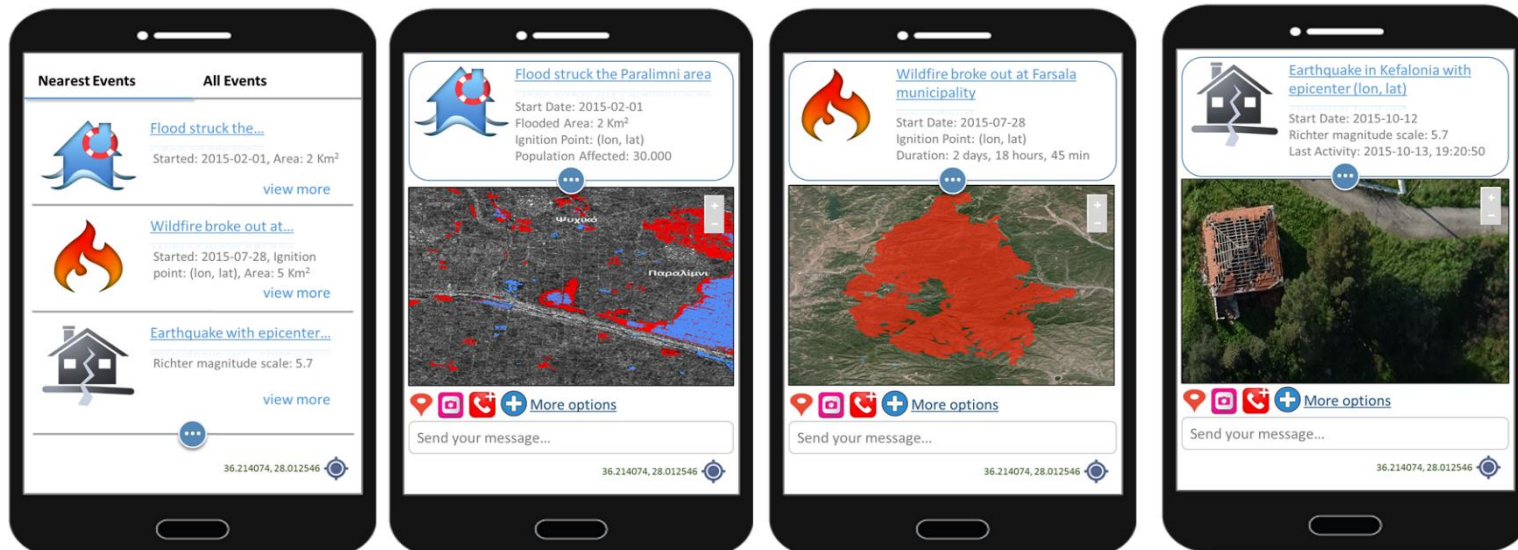 Nearest Events
All Events
Flood struck the...
Started: 2015-02-01, Area: 2 Km²
view more
Wildfire broke out at...
Started: 2015-07-28, Ignition
point: (lon, lat), Area: 5 Km²
view more
Earthquake with epicenter...
Richter magnitude scale: 5.7
view more
36.214074, 28.012546
Flood struck the Paralimni area
Start Date: 2015-02-01
Flooded Area: 2 Km²
Ignition Point: (lon, lat)
Population Affected: 30.000
+
−
Ψυχικό
Παραλίμνι
More options
Send your message...
36.214074, 28.012546
Wildfire broke out at Farsala
municipality
Start Date: 2015-07-28
Ignition Point: (lon, lat)
Duration: 2 days, 18 hours, 45 min
+
−
More options
Send your message...
36.214074, 28.012546
Earthquake in Kefalonia with
epicenter (lon, lat)
Start Date: 2015-10-12
Richter magnitude scale: 5.7
Last Activity: 2015-10-13, 19:20:50
+
−
More options
Send your message...
36.214074, 28.012546